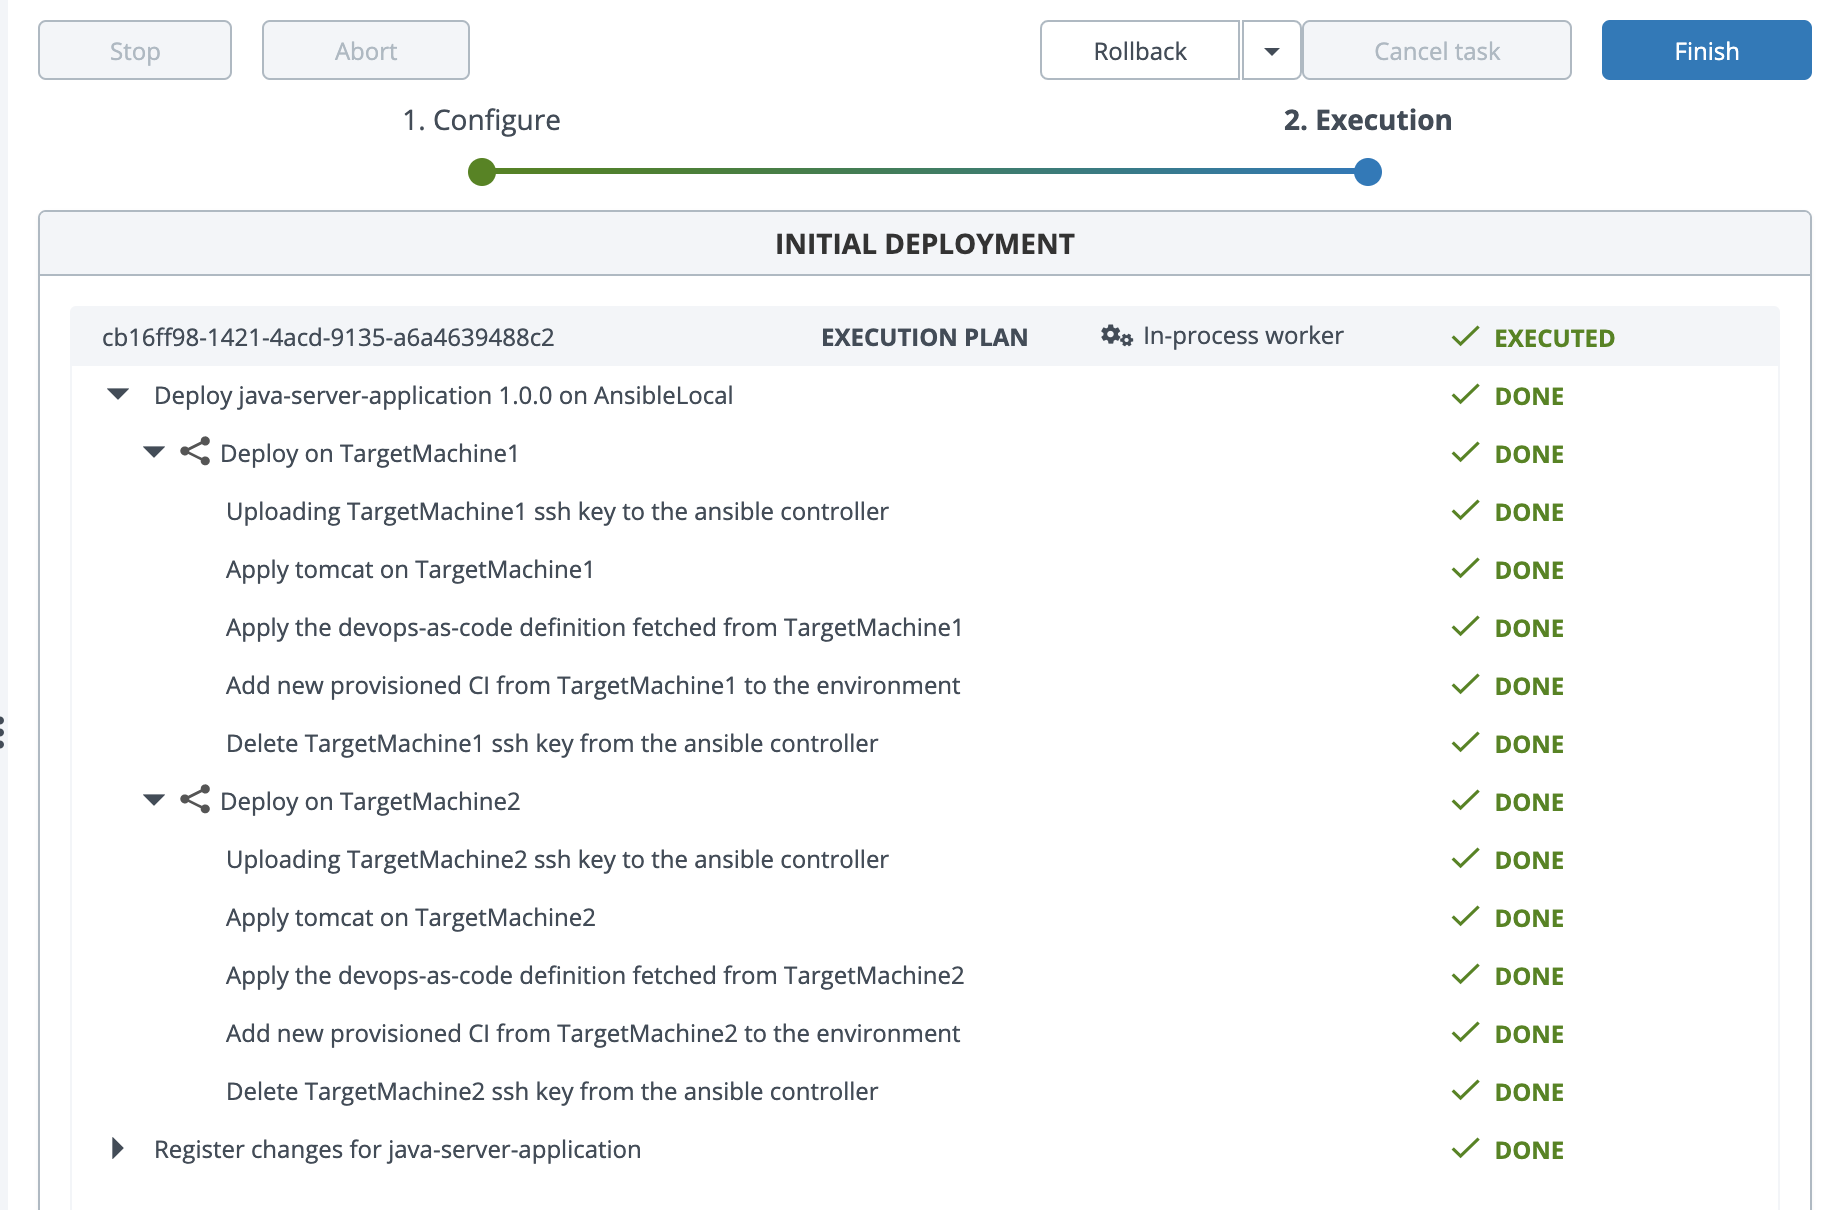 Stop Abort Rollback Cancel task Finish
1. Configure 2. Execution
INITIAL DEPLOYMENT
cb16ff98-1421-4acd-9135-a6a4639488c2 EXECUTION PLAN In-process worker EXECUTED
Deploy java-server-application 1.0.0 on AnsibleLocal DONE
Deploy on TargetMachine1 DONE
Uploading TargetMachine1 ssh key to the ansible controller DONE
Apply tomcat on TargetMachine1 DONE
Apply the devops-as-code definition fetched from TargetMachine1 DONE
Add new provisioned CI from TargetMachine1 to the environment DONE
Delete TargetMachine1 ssh key from the ansible controller DONE
Deploy on TargetMachine2 DONE
Uploading TargetMachine2 ssh key to the ansible controller DONE
Apply tomcat on TargetMachine2 DONE
Apply the devops-as-code definition fetched from TargetMachine2 DONE
Add new provisioned CI from TargetMachine2 to the environment DONE
Delete TargetMachine2 ssh key from the ansible controller DONE
Register changes for java-server-application DONE